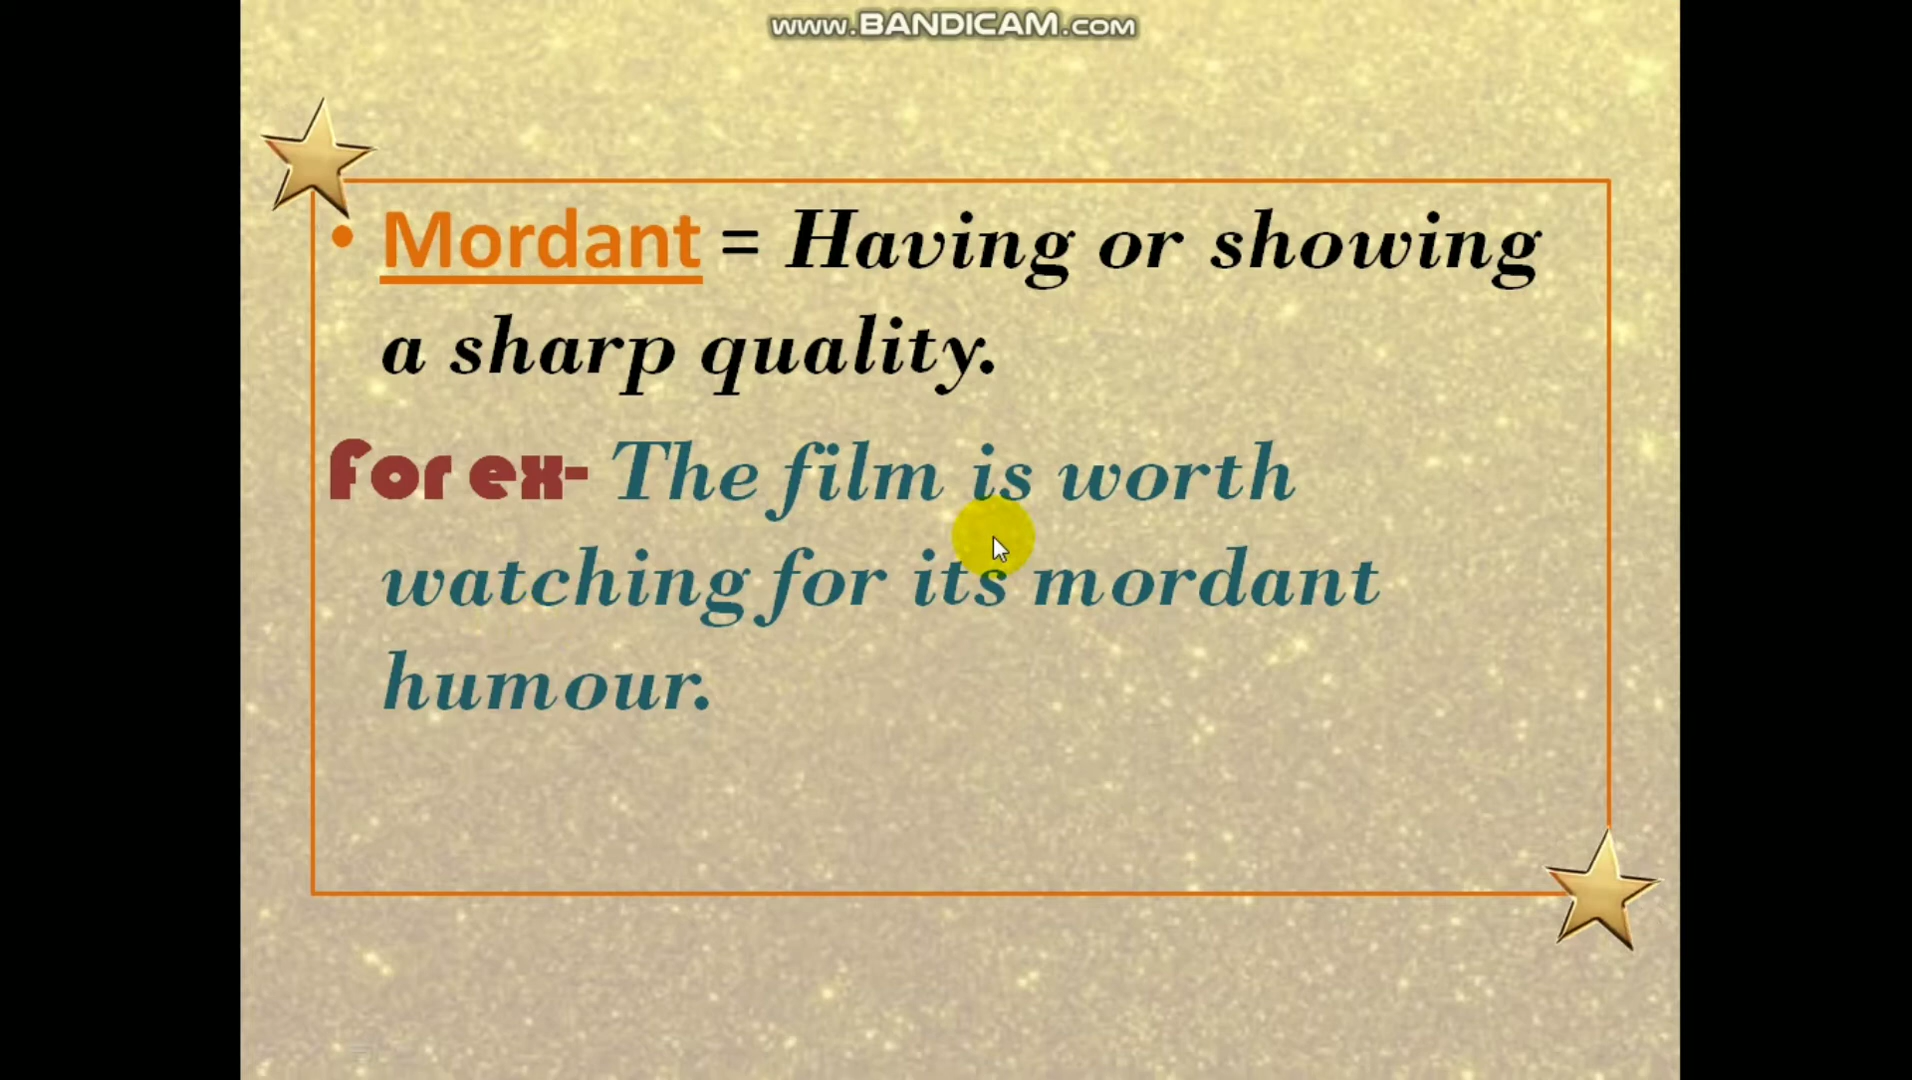 www.BANDICAM.com
• Mordant = Having or showing
a sharp quality.
For ex- The film is worth
watching for its mordant
humour.